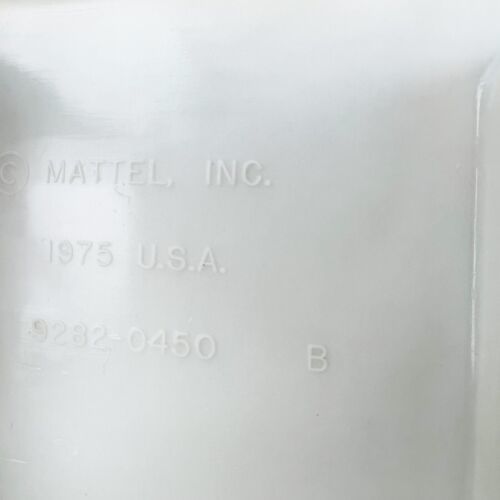 © MATTEL, INC.
1975 U.S.A.
9282-0450 B